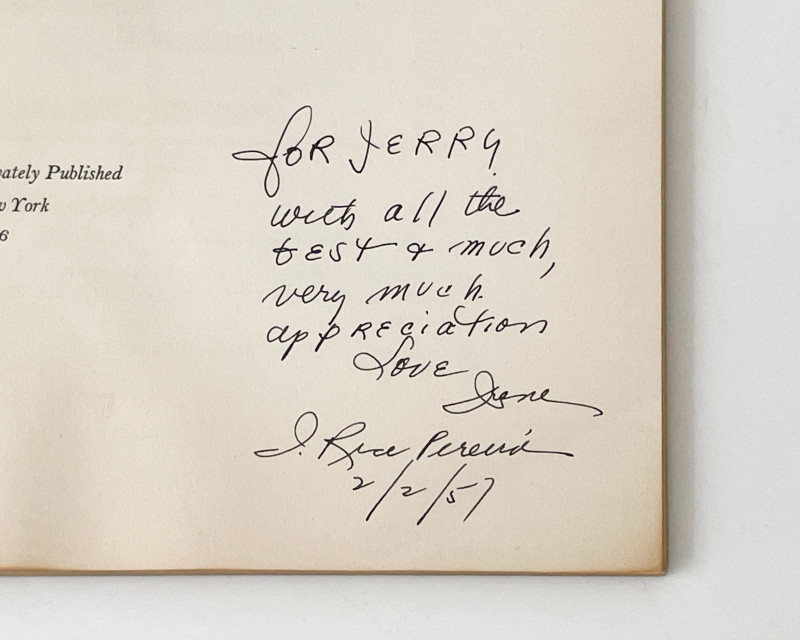 ately Published
York
6
for JERRY
with all the
best & much,
very much
appreciation
Love
Irene
I. Rice Pereira
2/2/57